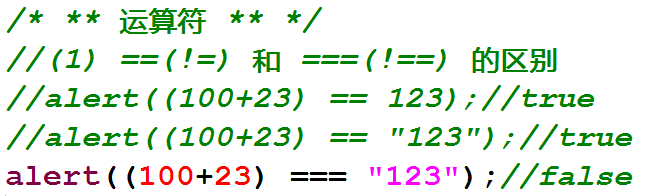 /* ** 运算符 ** */
//(1) ==(!=) 和 ===(!==) 的区别
//alert((100+23) == 123);//true
//alert((100+23) == "123");//true
alert((100+23) === "123");//false